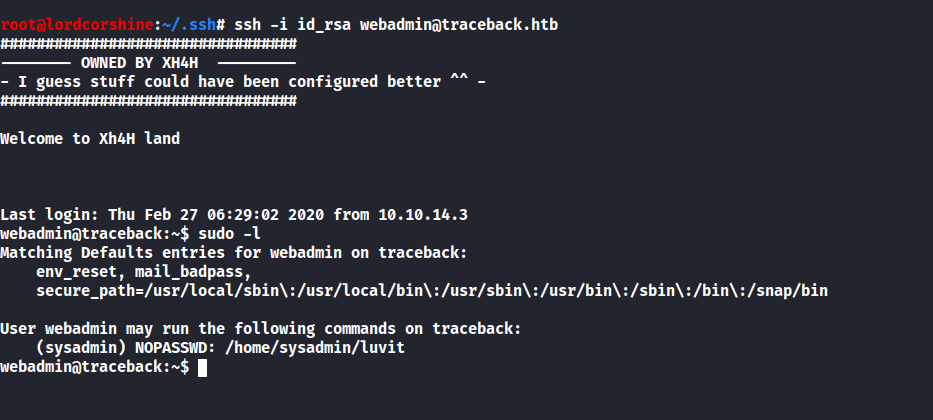 root@lordcorshine:~/.ssh# ssh -i id_rsa webadmin@traceback.htb
#################################
-------- OWNED BY XH4H  ---------
- I guess stuff could have been configured better ^^ -
#################################
Welcome to Xh4H land
Last login: Thu Feb 27 06:29:02 2020 from 10.10.14.3
webadmin@traceback:~$ sudo -l
Matching Defaults entries for webadmin on traceback:
    env_reset, mail_badpass,
    secure_path=/usr/local/sbin\:/usr/local/bin\:/usr/sbin\:/usr/bin\:/sbin\:/bin\:/snap/bin
User webadmin may run the following commands on traceback:
    (sysadmin) NOPASSWD: /home/sysadmin/luvit
webadmin@traceback:~$